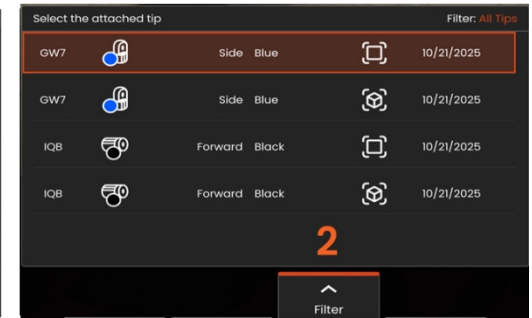 Select the attached tip Filter: All Tips
GW7 Side Blue 10/21/2025
GW7 Side Blue 10/21/2025
IQB Forward Black 10/21/2025
IQB Forward Black 10/21/2025
2
Filter